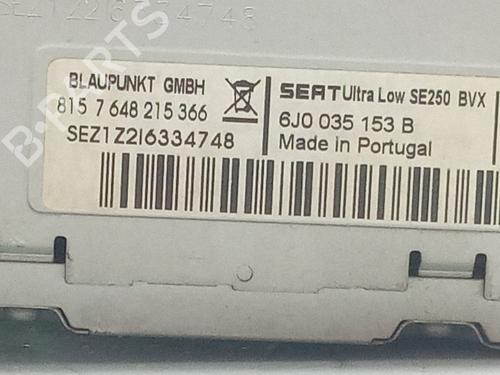 SEZ1Z2I6334748
BLAUPUNKT GMBH
815 7 648 215 366
SEZ1Z2I6334748
SEAT Ultra Low SE250 BVX
6J0 035 153 B
Made in Portugal
B-PARTS